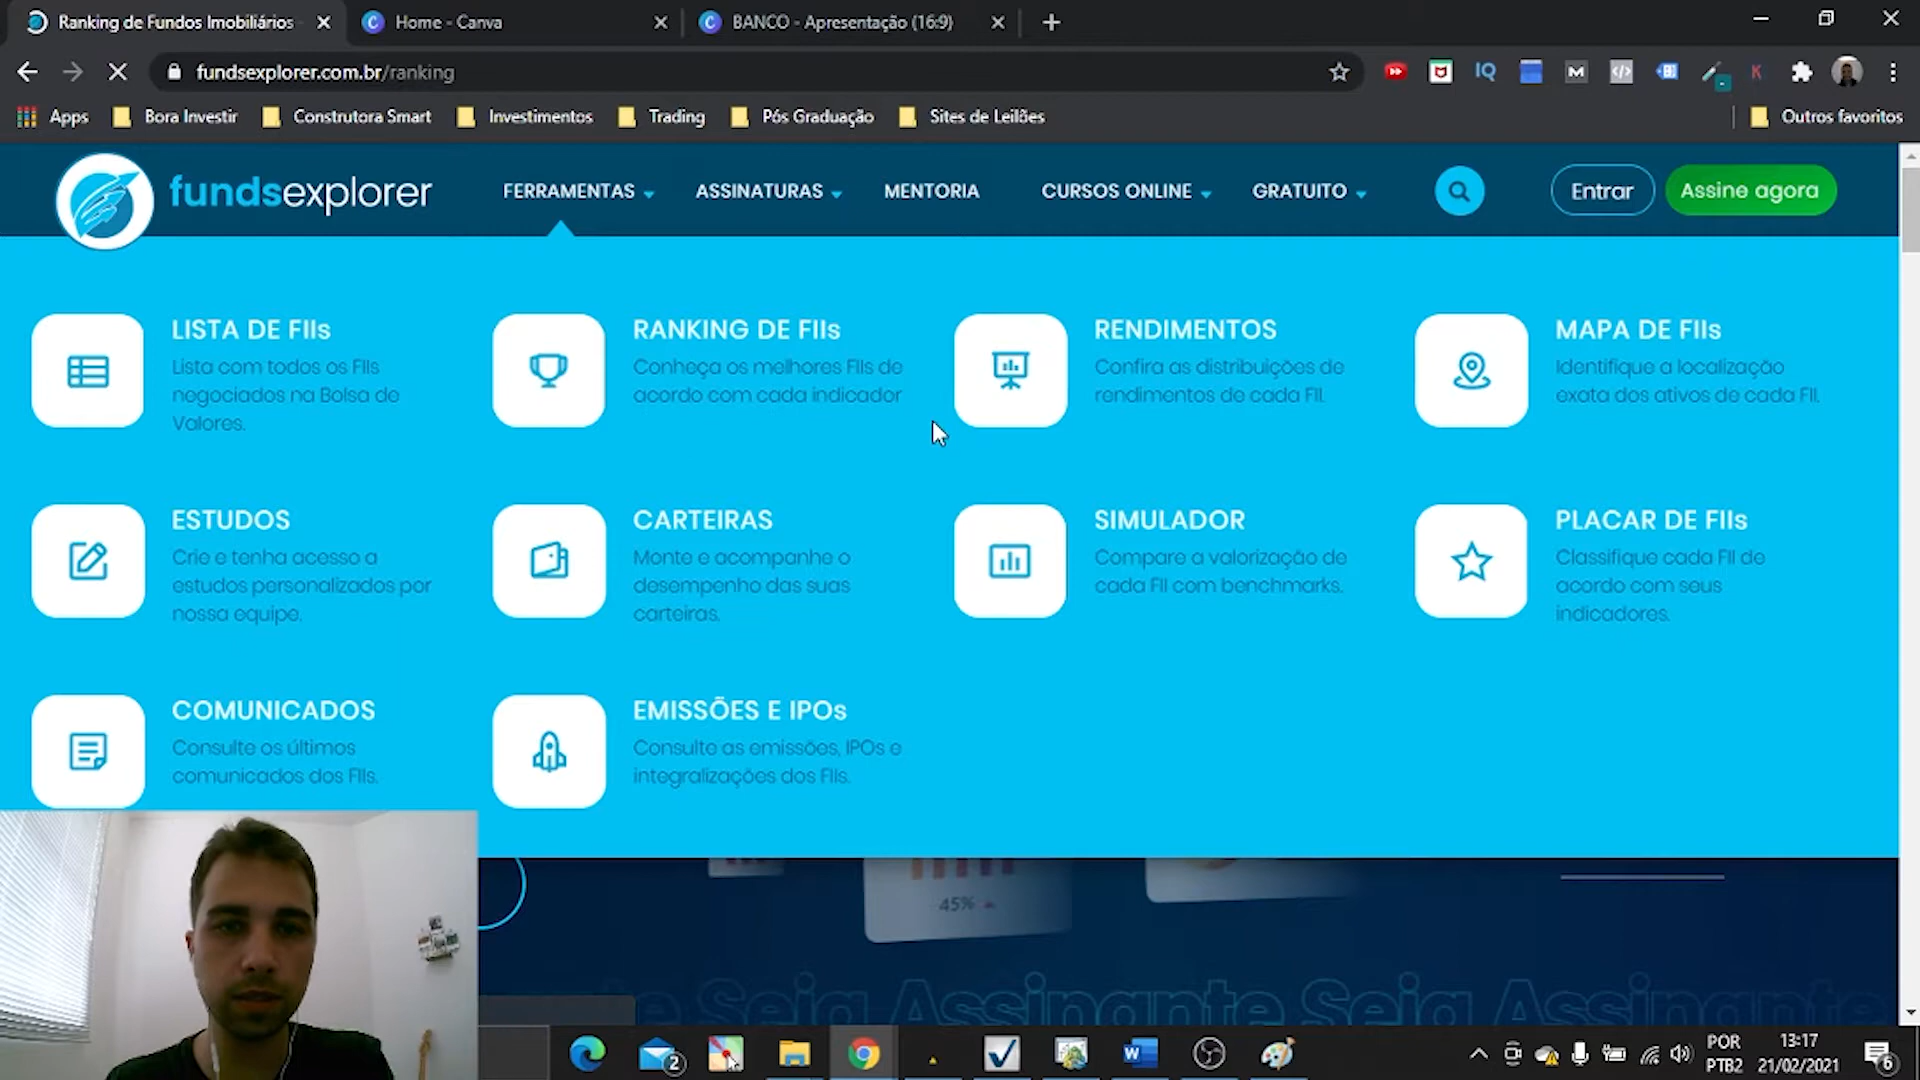 Ranking de Fundos Imobiliários
Home - Canva
BANCO - Apresentação (16:9)
fundsexplorer.com.br/ranking
Apps
Bora Investir
Construtora Smart
Investimentos
Trading
Pós Graduação
Sites de Leilões
Outros favoritos
fundsexplorer
FERRAMENTAS
ASSINATURAS
MENTORIA
CURSOS ONLINE
GRATUITO
Entrar
Assine agora
LISTA DE FIIs
Lista com todos os FIIs
negociados na Bolsa de
Valores.
RANKING DE FIIs
Conheça os melhores FIIs de
acordo com cada indicador
RENDIMENTOS
Confira as distribuições de
rendimentos de cada FII.
MAPA DE FIIs
Identifique a localização
exata dos ativos de cada FII.
ESTUDOS
Crie e tenha acesso a
estudos personalizados por
nossa equipe.
CARTEIRAS
Monte e acompanhe o
desempenho das suas
carteiras.
SIMULADOR
Compare a valorização de
cada FII com benchmarks.
PLACAR DE FIIs
Classifique cada FII de
acordo com seus
indicadores.
COMUNICADOS
Consulte os últimos
comunicados dos FIIs.
EMISSÕES E IPOs
Consulte as emissões, IPOs e
integralizações dos FIIs.
45%
te Seja Assinante Seja Assinante
POR
PTB2
13:17
21/02/2021
2
6